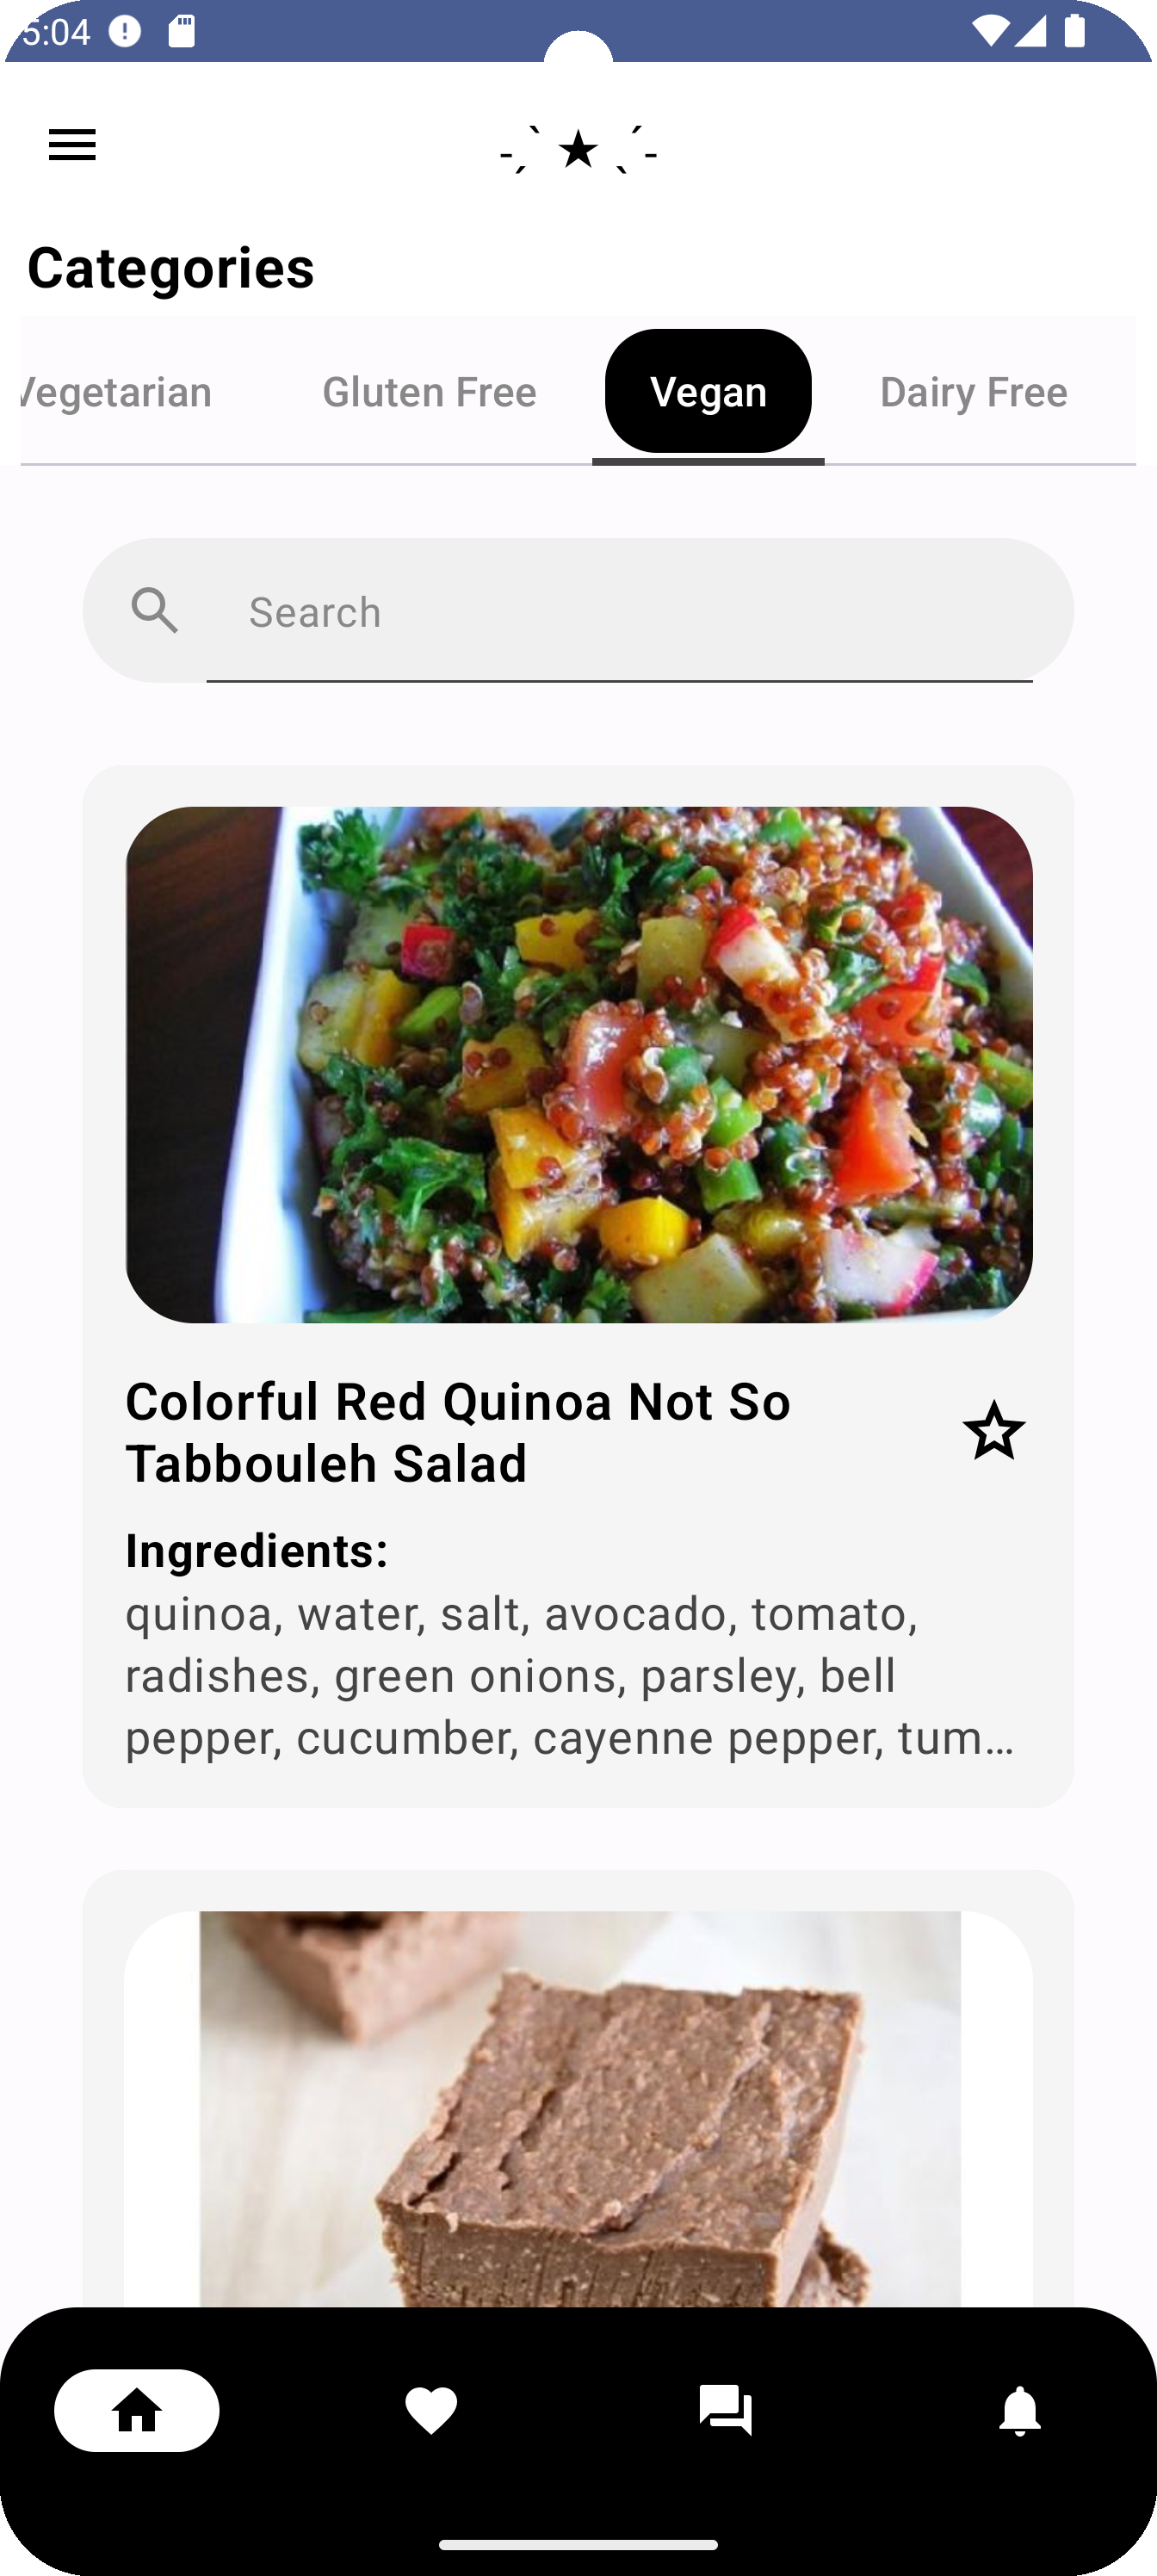 5:04
-ˏˋ ★ ˎˊ-
Categories
Vegetarian Gluten Free Vegan Dairy Free
Search
Colorful Red Quinoa Not So
Tabbouleh Salad
Ingredients:
quinoa, water, salt, avocado, tomato,
radishes, green onions, parsley, bell
pepper, cucumber, cayenne pepper, tum…